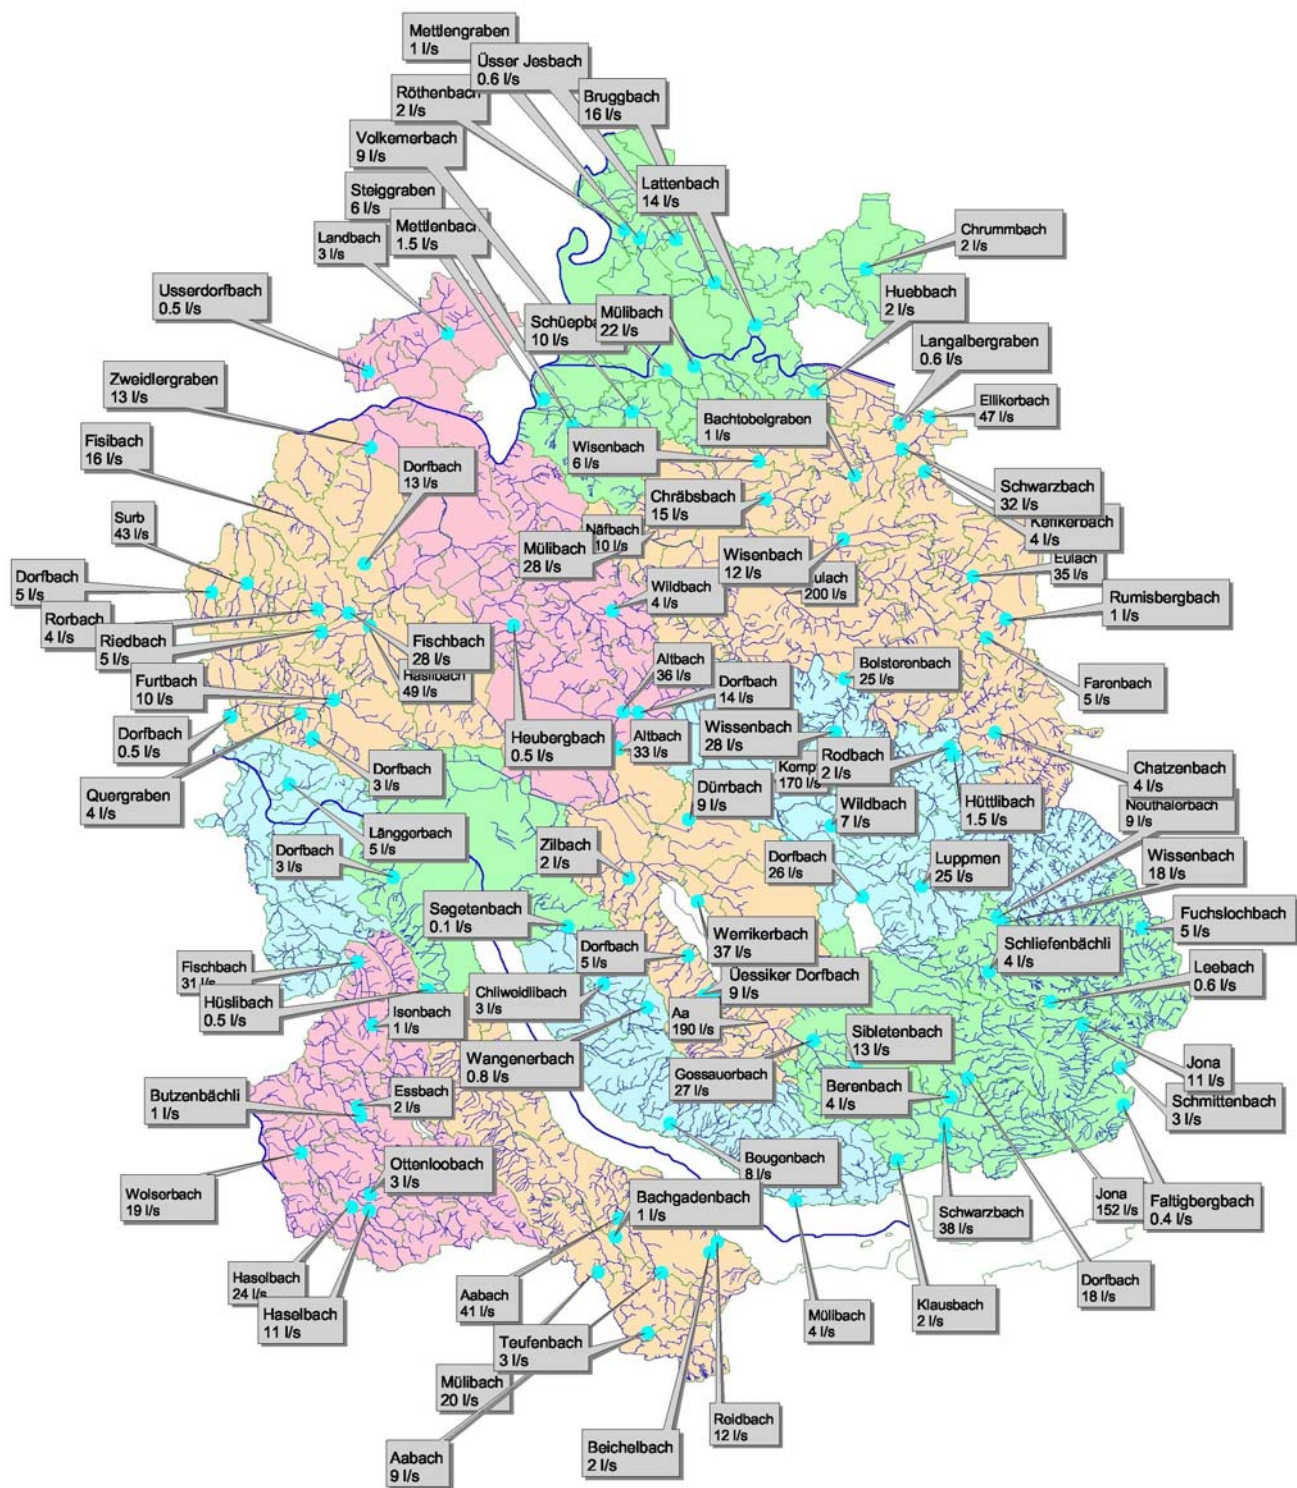 Mettlengraben
1 l/s
Üsser Jesbach
0.6 l/s
Röthenbach
2 l/s
Bruggbach
16 l/s
Volkemerbach
9 l/s
Lattenbach
14 l/s
Steiggraben
6 l/s
Mettlenbach
1.5 l/s
Landbach
3 l/s
Chrummbach
2 l/s
Usserdorfbach
0.5 l/s
Huebbach
2 l/s
Mülibach
22 l/s
10 l/s
Langalbergraben
0.6 l/s
Zweidlergraben
13 l/s
Ellikerbach
47 l/s
Bachtobelgraben
1 l/s
Fisibach
16 l/s
Wisenbach
6 l/s
Dorfbach
13 l/s
Schwarzbach
32 l/s
Chräbsbach
15 l/s
Surb
43 l/s
Näfbach
10 l/s
Kefikerbach
4 l/s
Mülibach
28 l/s
Wisenbach
12 l/s
Eulach
35 l/s
Dorfbach
5 l/s
200 l/s
Wildbach
4 l/s
Rumisbergbach
1 l/s
Rorbach
4 l/s
Riedbach
5 l/s
Fischbach
28 l/s
Haslibach
49 l/s
Altbach
36 l/s
Bolsterenbach
25 l/s
Farenbach
5 l/s
Furtbach
10 l/s
Dorfbach
14 l/s
Dorfbach
0.5 l/s
Heubergbach
0.5 l/s
Altbach
33 l/s
Wissenbach
28 l/s
Rodbach
2 l/s
170 l/s
Dorfbach
3 l/s
Chatzenbach
4 l/s
Quergraben
4 l/s
Dürrbach
9 l/s
Hüttlibach
1.5 l/s
Neuthalerbach
9 l/s
Länggerbach
5 l/s
Wildbach
7 l/s
Zilbach
2 l/s
Dorfbach
3 l/s
Dorfbach
26 l/s
Luppmen
25 l/s
Wissenbach
18 l/s
Segetenbach
0.1 l/s
Werrikerbach
37 l/s
Fuchslochbach
5 l/s
Schliefenbächli
4 l/s
Dorfbach
5 l/s
Fischbach
31 l/s
Üessiker Dorfbach
9 l/s
Leebach
0.6 l/s
Hüslibach
0.5 l/s
Chliweidlibach
3 l/s
Isenbach
1 l/s
Aa
190 l/s
Sibletenbach
13 l/s
Wangenerbach
0.8 l/s
Gossauerbach
27 l/s
Jona
11 l/s
Butzenbächli
1 l/s
Essbach
2 l/s
Berenbach
4 l/s
Schmittenbach
3 l/s
Ottenloobach
3 l/s
Beugenbach
8 l/s
Wolserbach
19 l/s
Bachgadenbach
1 l/s
Schwarzbach
38 l/s
Jona
152 l/s
Faltigbergbach
0.4 l/s
Haselbach
24 l/s
Haselbach
11 l/s
Aabach
41 l/s
Mülibach
4 l/s
Klausbach
2 l/s
Dorfbach
18 l/s
Teufenbach
3 l/s
Mülibach
20 l/s
Reidbach
12 l/s
Aabach
9 l/s
Beichelbach
2 l/s